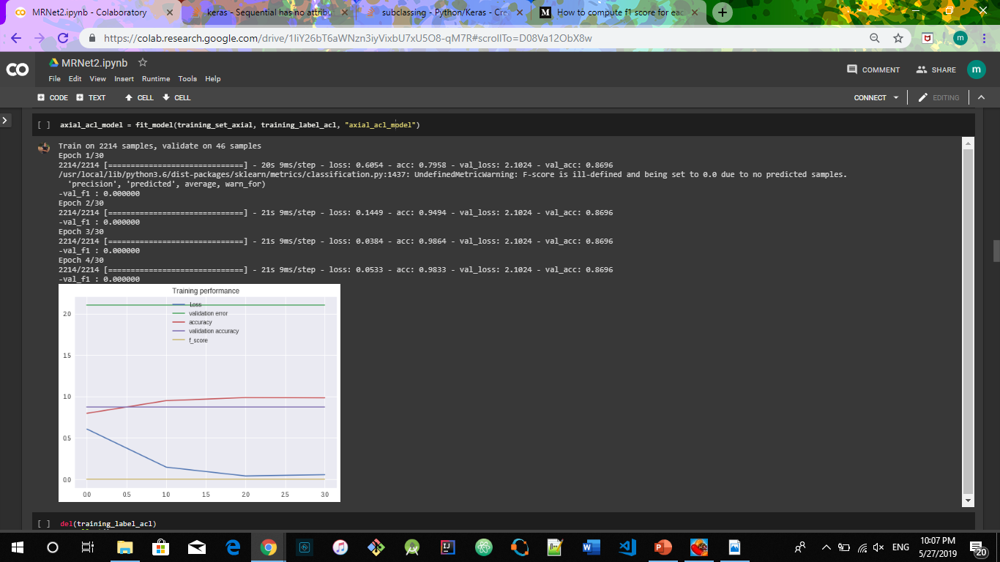 MRNet2.ipynb - Colaboratory
keras - Sequential has no attribu
subclassing - Python/Keras - Cre
M How to compute f1 score for eac
https://colab.research.google.com/drive/1IiY26bT6aWNzn3iyVixbU7xU5O8-qM7R#scrollTo=D08Va12ObX8w
m
CO
MRNet2.ipynb
File Edit View Insert Runtime Tools Help
COMMENT SHARE m
CODE TEXT CELL CELL
CONNECT EDITING
[ ] axial_acl_model = fit_model(training_set_axial, training_label_acl, "axial_acl_model")
Train on 2214 samples, validate on 46 samples
Epoch 1/30
2214/2214 [==============================] - 20s 9ms/step - loss: 0.6054 - acc: 0.7958 - val_loss: 2.1024 - val_acc: 0.8696
/usr/local/lib/python3.6/dist-packages/sklearn/metrics/classification.py:1437: UndefinedMetricWarning: F-score is ill-defined and being set to 0.0 due to no predicted samples.
'precision', 'predicted', average, warn_for)
-val_f1 : 0.000000
Epoch 2/30
2214/2214 [==============================] - 21s 9ms/step - loss: 0.1449 - acc: 0.9494 - val_loss: 2.1024 - val_acc: 0.8696
-val_f1 : 0.000000
Epoch 3/30
2214/2214 [==============================] - 21s 9ms/step - loss: 0.0384 - acc: 0.9864 - val_loss: 2.1024 - val_acc: 0.8696
-val_f1 : 0.000000
Epoch 4/30
2214/2214 [==============================] - 21s 9ms/step - loss: 0.0533 - acc: 0.9833 - val_loss: 2.1024 - val_acc: 0.8696
-val_f1 : 0.000000
Training performance
Loss
validation error
accuracy
validation accuracy
f_score
2.0
1.5
1.0
0.5
0.0
0.0 0.5 1.0 1.5 2.0 2.5 3.0
[ ] del(training_label_acl)
ENG
10:07 PM
5/27/2019
20